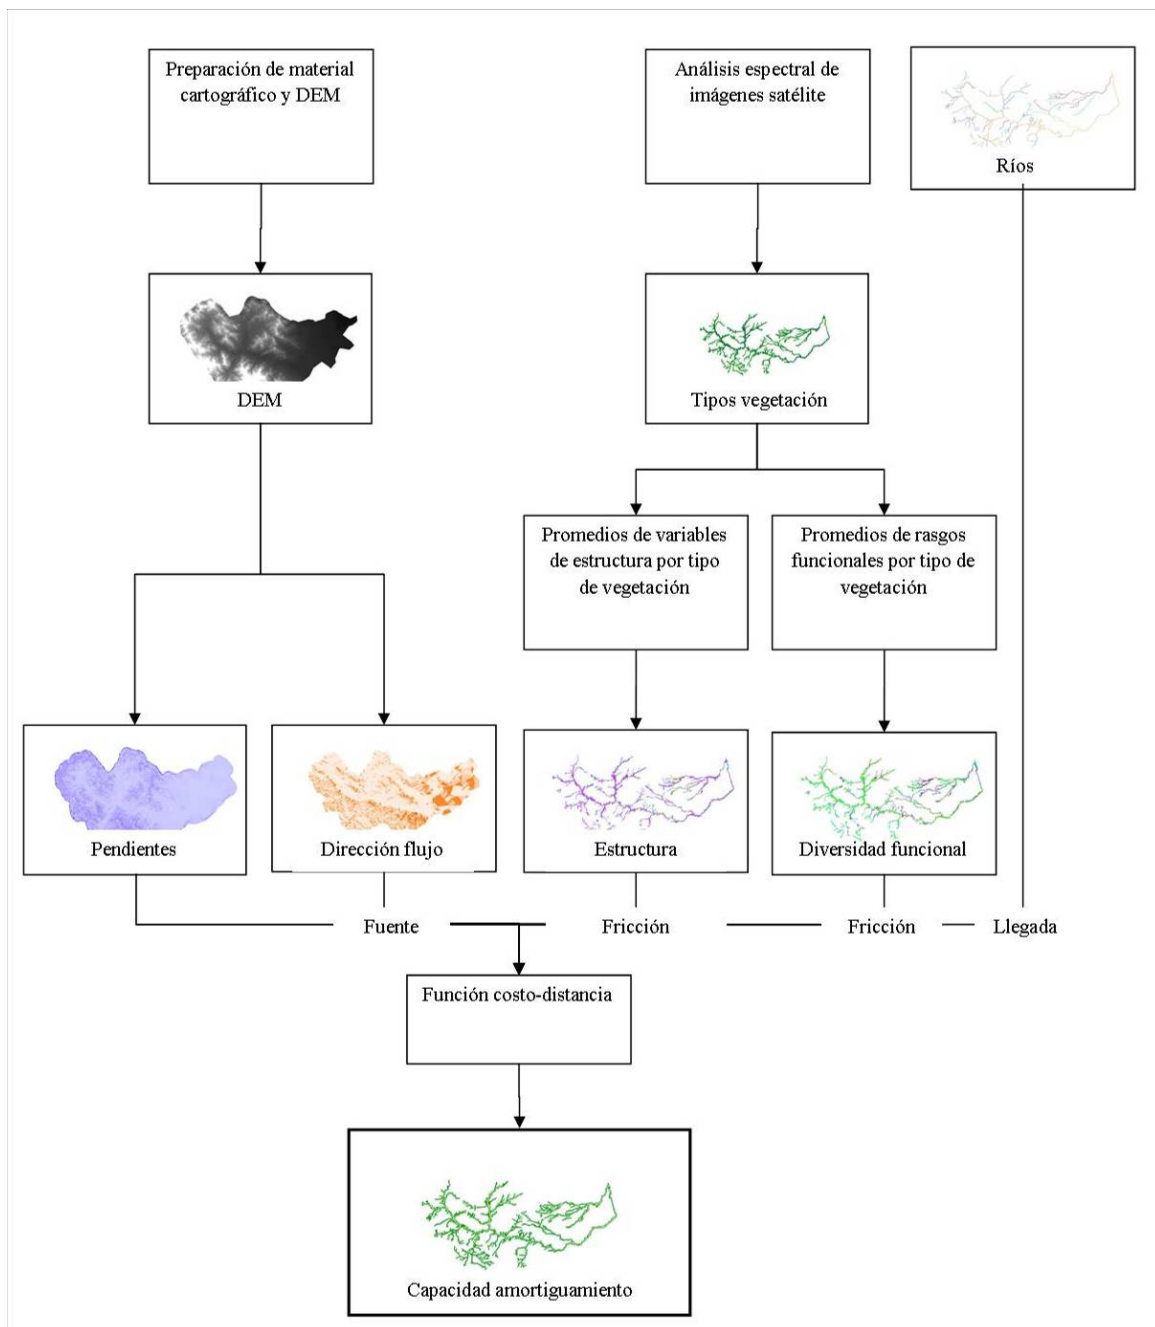 Preparación de material
cartográfico y DEM
Análisis espectral de
imágenes satélite
Ríos
DEM
Tipos vegetación
Promedios de variables
de estructura por tipo
de vegetación
Promedios de rasgos
funcionales por tipo de
vegetación
Pendientes
Dirección flujo
Estructura
Diversidad funcional
Fuente
Fricción
Fricción
Llegada
Función costo-distancia
Capacidad amortiguamiento